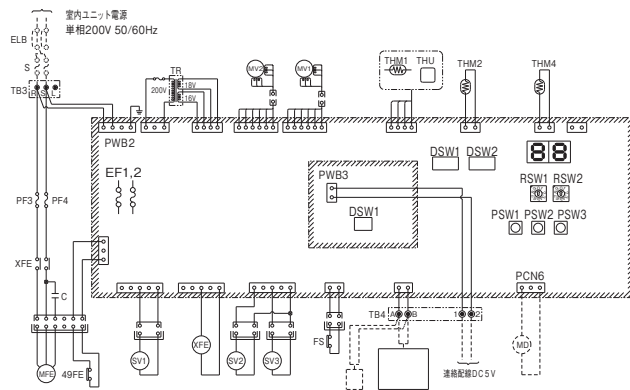 室内ユニット電源
単相200V 50/60Hz
ELB
S
TB3
R S L
TR
200V
18V
16V
MV2
MV1
THM1 THU
THM2
THM4
PWB2
EF1,2
PWB3
DSW1
DSW1
DSW2
88
RSW1 RSW2
PSW1 PSW2 PSW3
PF3
PF4
XFE
C
PCN6
TB4 A B 1 2
SV1
XFE
SV2
SV3
FS
MD
MFE
49FE
連絡配線DC5V